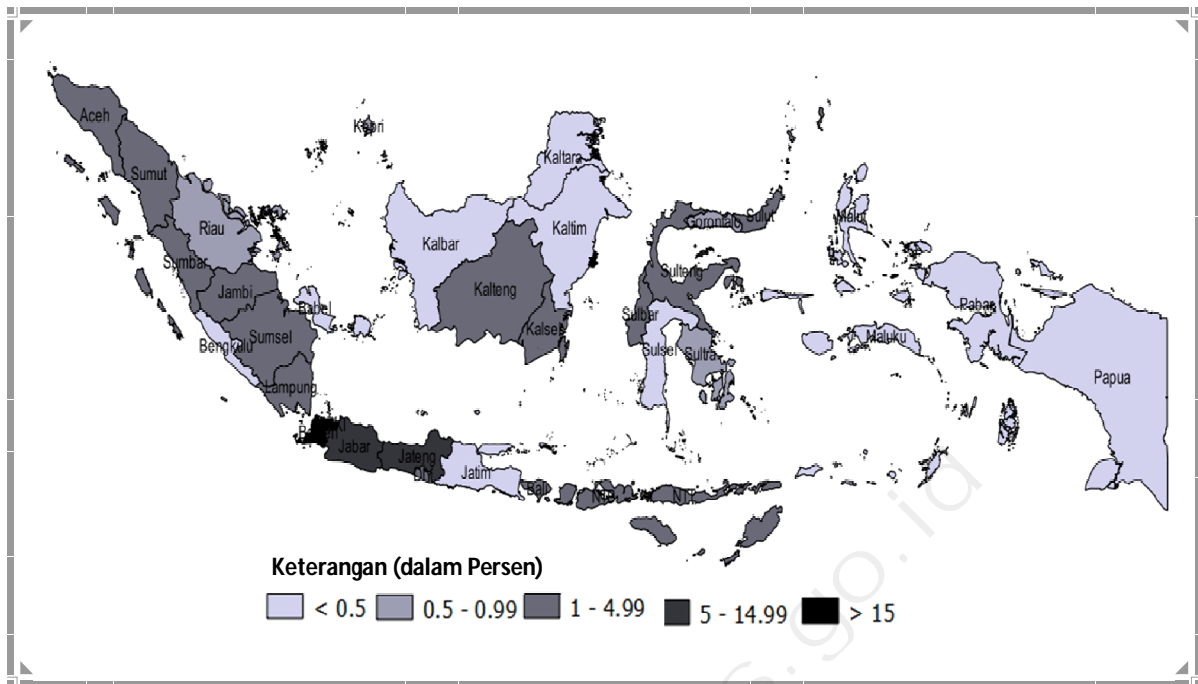 Aceh
Kepri
Sumut
Kaltara
Riau
Gorontalo
Sulut
Malut
Kaltim
Kalbar
Sumbar
Sulteng
Jambi
Kalteng
Babel
Pabar
Sulbar
Kalsel
Sumsel
Maluku
Bengkulu
Sulsel
Sultra
Papua
Lampung
Jabar
Jateng
Jatim
Bali
Keterangan (dalam Persen)
< 0.5 0.5 - 0.99 1 - 4.99 5 - 14.99 > 15
s.go.id